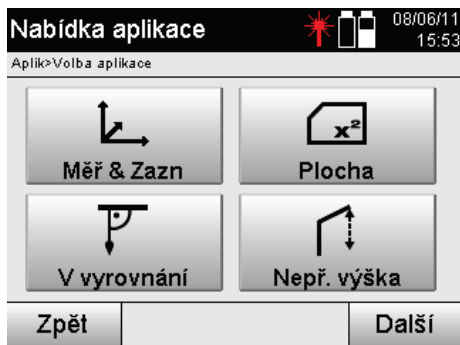 Nabídka aplikace
08/06/11
15:53
Aplik>Volba aplikace
x²
Měř & Zazn
Plocha
V vyrovnání
Nepř. výška
Zpět
Další